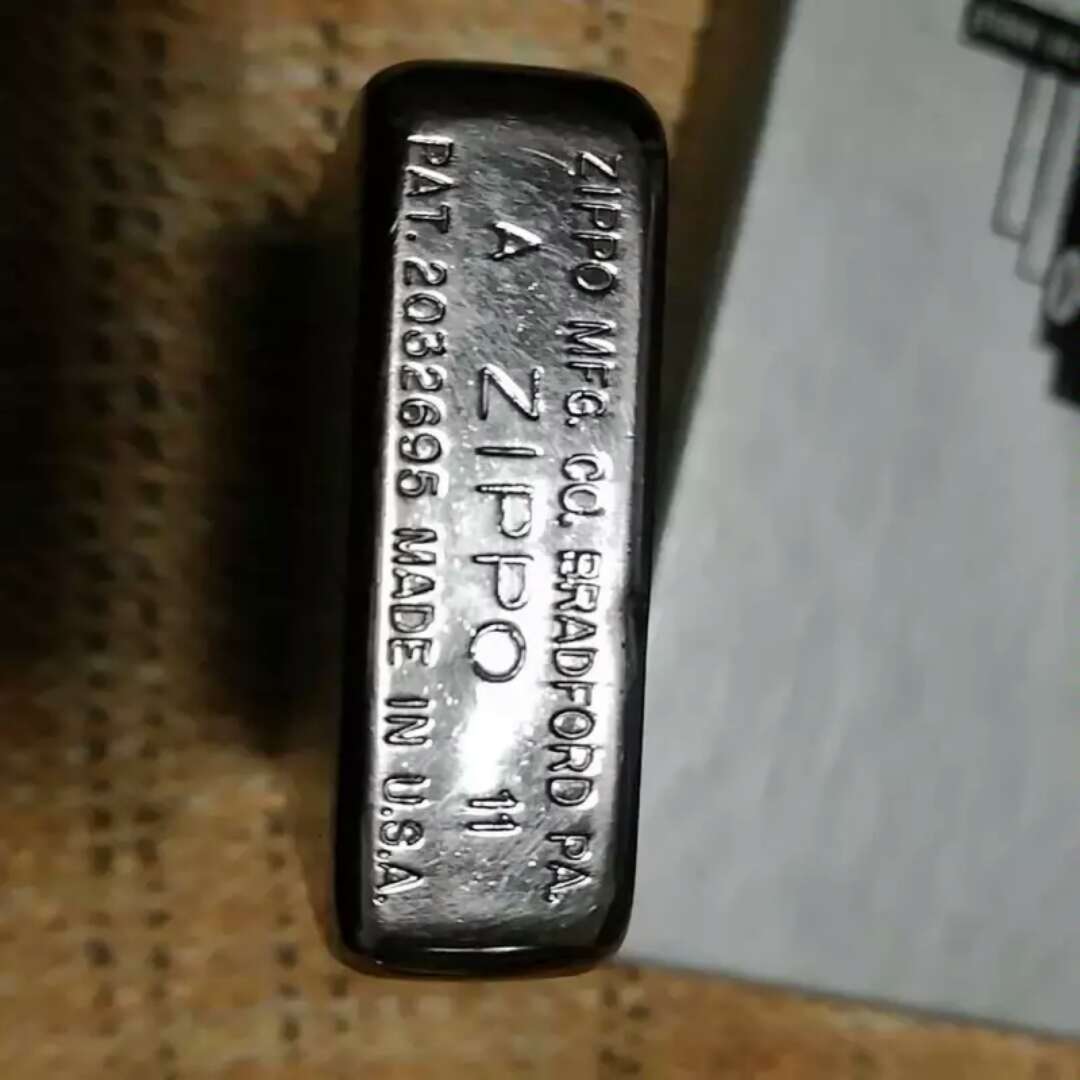 ZIPPO MFG. CO. BRADFORD PA.
A ZIPPO 11
PAT. 2032695 MADE IN U.S.A.